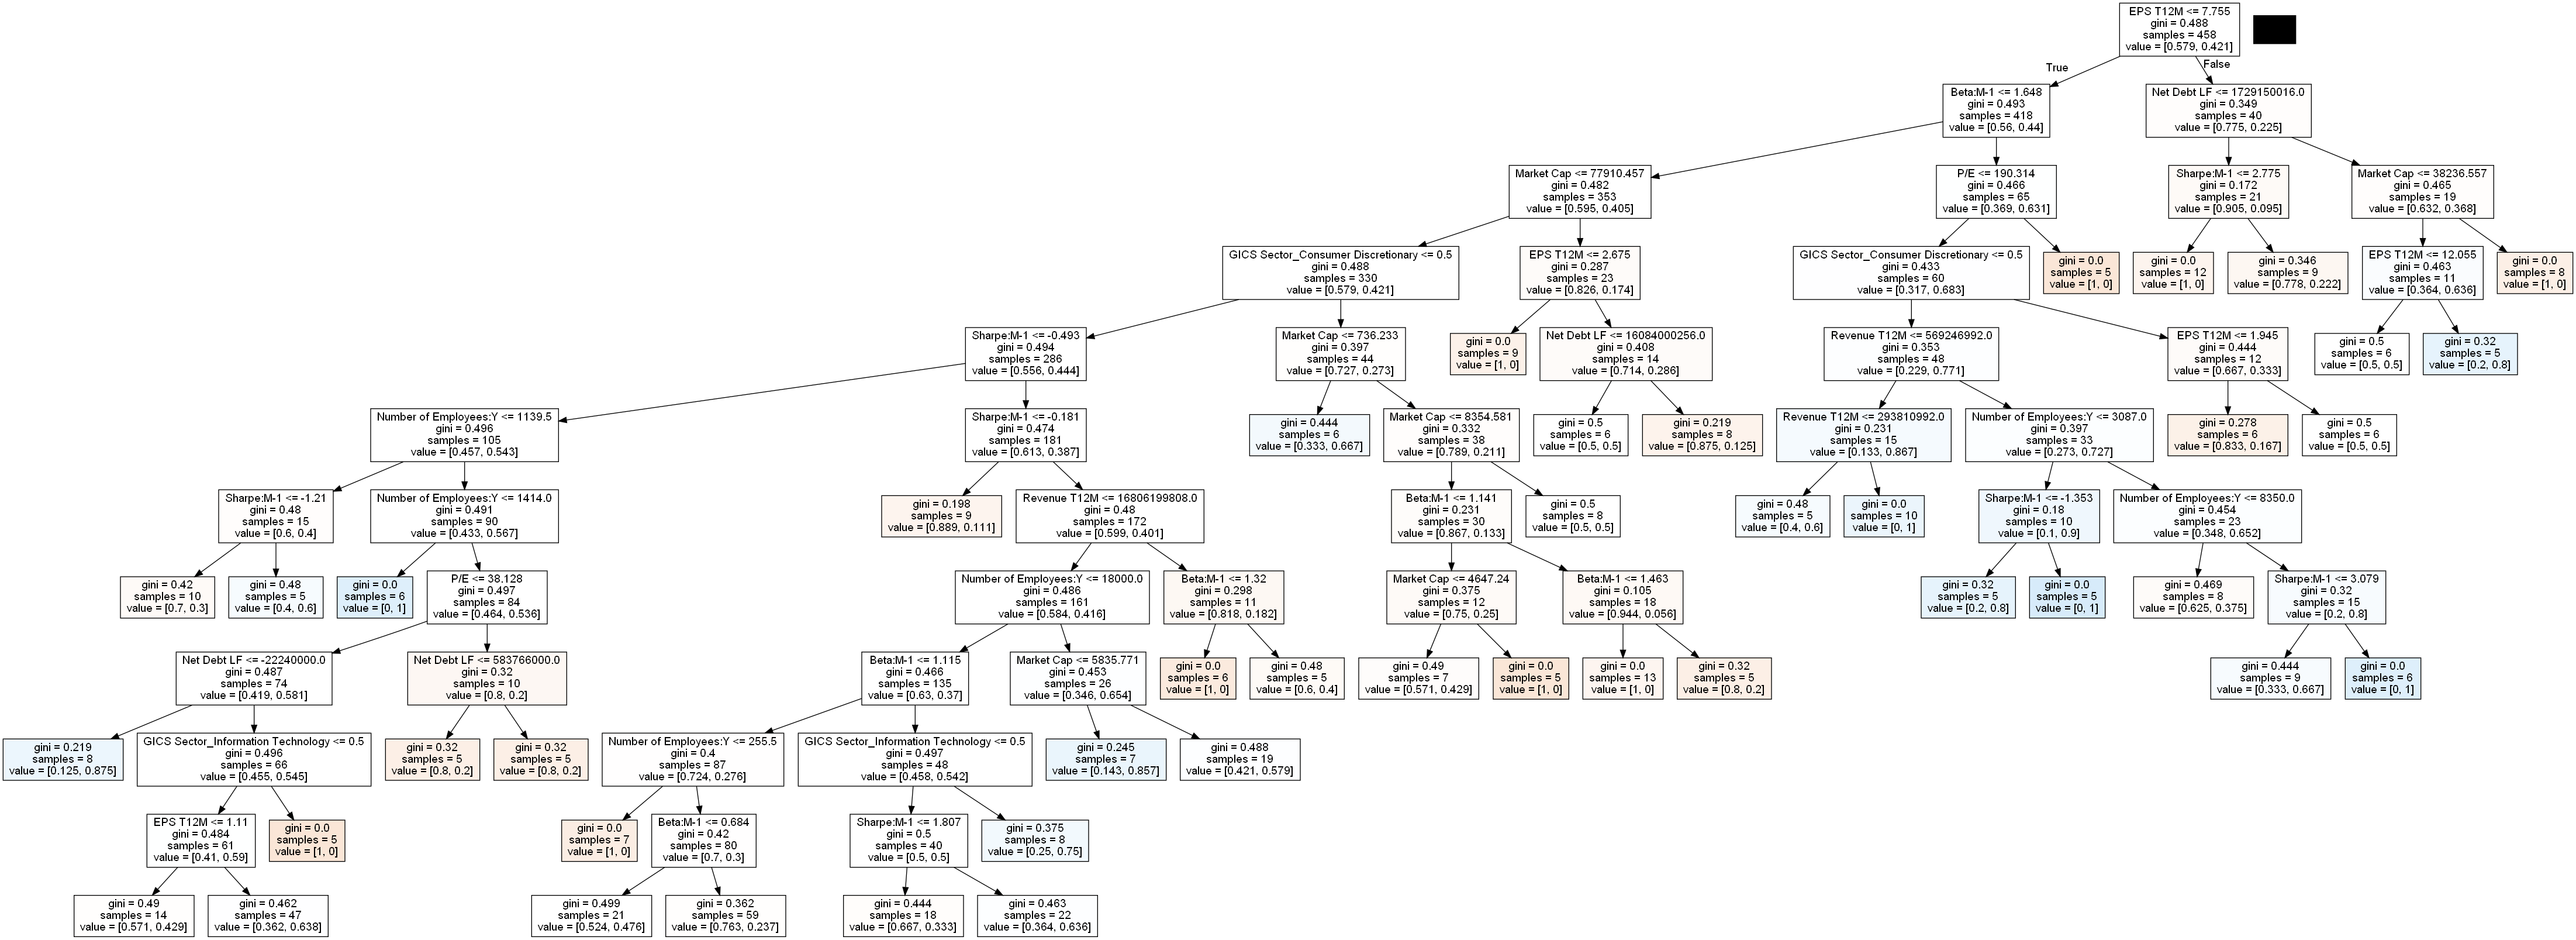 EPS T12M <= 7.755
gini = 0.488
samples = 458
value = [0.579, 0.421]
True
False
Beta:M-1 <= 1.648
gini = 0.493
samples = 418
value = [0.56, 0.44]
Net Debt LF <= 1729150016.0
gini = 0.349
samples = 40
value = [0.775, 0.225]
Market Cap <= 77910.457
gini = 0.482
samples = 353
value = [0.595, 0.405]
P/E <= 190.314
gini = 0.466
samples = 65
value = [0.369, 0.631]
Sharpe:M-1 <= 2.775
gini = 0.172
samples = 21
value = [0.905, 0.095]
Market Cap <= 38236.557
gini = 0.465
samples = 19
value = [0.632, 0.368]
GICS Sector_Consumer Discretionary <= 0.5
gini = 0.488
samples = 330
value = [0.579, 0.421]
EPS T12M <= 2.675
gini = 0.287
samples = 23
value = [0.826, 0.174]
GICS Sector_Consumer Discretionary <= 0.5
gini = 0.433
samples = 60
value = [0.317, 0.683]
gini = 0.0
samples = 5
value = [1, 0]
gini = 0.0
samples = 12
value = [1, 0]
gini = 0.346
samples = 9
value = [0.778, 0.222]
EPS T12M <= 12.055
gini = 0.463
samples = 11
value = [0.364, 0.636]
gini = 0.0
samples = 8
value = [1, 0]
Sharpe:M-1 <= -0.493
gini = 0.494
samples = 286
value = [0.556, 0.444]
Market Cap <= 736.233
gini = 0.397
samples = 44
value = [0.727, 0.273]
gini = 0.0
samples = 9
value = [1, 0]
Net Debt LF <= 16084000256.0
gini = 0.408
samples = 14
value = [0.714, 0.286]
Revenue T12M <= 569246992.0
gini = 0.353
samples = 48
value = [0.229, 0.771]
EPS T12M <= 1.945
gini = 0.444
samples = 12
value = [0.667, 0.333]
gini = 0.5
samples = 6
value = [0.5, 0.5]
gini = 0.32
samples = 5
value = [0.2, 0.8]
Number of Employees:Y <= 1139.5
gini = 0.496
samples = 105
value = [0.457, 0.543]
Sharpe:M-1 <= -0.181
gini = 0.474
samples = 181
value = [0.613, 0.387]
gini = 0.444
samples = 6
value = [0.333, 0.667]
Market Cap <= 8354.581
gini = 0.332
samples = 38
value = [0.789, 0.211]
gini = 0.5
samples = 6
value = [0.5, 0.5]
gini = 0.219
samples = 8
value = [0.875, 0.125]
Revenue T12M <= 293810992.0
gini = 0.231
samples = 15
value = [0.133, 0.867]
Number of Employees:Y <= 3087.0
gini = 0.397
samples = 33
value = [0.273, 0.727]
gini = 0.278
samples = 6
value = [0.833, 0.167]
gini = 0.5
samples = 6
value = [0.5, 0.5]
Sharpe:M-1 <= -1.21
gini = 0.48
samples = 15
value = [0.6, 0.4]
Number of Employees:Y <= 1414.0
gini = 0.491
samples = 90
value = [0.433, 0.567]
gini = 0.198
samples = 9
value = [0.889, 0.111]
Revenue T12M <= 16806199808.0
gini = 0.48
samples = 172
value = [0.599, 0.401]
Beta:M-1 <= 1.141
gini = 0.231
samples = 30
value = [0.867, 0.133]
gini = 0.5
samples = 8
value = [0.5, 0.5]
gini = 0.48
samples = 5
value = [0.4, 0.6]
gini = 0.0
samples = 10
value = [0, 1]
Sharpe:M-1 <= -1.353
gini = 0.18
samples = 10
value = [0.1, 0.9]
Number of Employees:Y <= 8350.0
gini = 0.454
samples = 23
value = [0.348, 0.652]
gini = 0.42
samples = 10
value = [0.7, 0.3]
gini = 0.48
samples = 5
value = [0.4, 0.6]
gini = 0.0
samples = 6
value = [0, 1]
P/E <= 38.128
gini = 0.497
samples = 84
value = [0.464, 0.536]
Number of Employees:Y <= 18000.0
gini = 0.486
samples = 161
value = [0.584, 0.416]
Beta:M-1 <= 1.32
gini = 0.298
samples = 11
value = [0.818, 0.182]
Market Cap <= 4647.24
gini = 0.375
samples = 12
value = [0.75, 0.25]
Beta:M-1 <= 1.463
gini = 0.105
samples = 18
value = [0.944, 0.056]
gini = 0.32
samples = 5
value = [0.2, 0.8]
gini = 0.0
samples = 5
value = [0, 1]
gini = 0.469
samples = 8
value = [0.625, 0.375]
Sharpe:M-1 <= 3.079
gini = 0.32
samples = 15
value = [0.2, 0.8]
Net Debt LF <= -22240000.0
gini = 0.487
samples = 74
value = [0.419, 0.581]
Net Debt LF <= 583766000.0
gini = 0.32
samples = 10
value = [0.8, 0.2]
Beta:M-1 <= 1.115
gini = 0.466
samples = 135
value = [0.63, 0.37]
Market Cap <= 5835.771
gini = 0.453
samples = 26
value = [0.346, 0.654]
gini = 0.0
samples = 6
value = [1, 0]
gini = 0.48
samples = 5
value = [0.6, 0.4]
gini = 0.49
samples = 7
value = [0.571, 0.429]
gini = 0.0
samples = 5
value = [1, 0]
gini = 0.0
samples = 13
value = [1, 0]
gini = 0.32
samples = 5
value = [0.8, 0.2]
gini = 0.444
samples = 9
value = [0.333, 0.667]
gini = 0.0
samples = 6
value = [0, 1]
gini = 0.219
samples = 8
value = [0.125, 0.875]
GICS Sector_Information Technology <= 0.5
gini = 0.496
samples = 66
value = [0.455, 0.545]
gini = 0.32
samples = 5
value = [0.8, 0.2]
gini = 0.32
samples = 5
value = [0.8, 0.2]
Number of Employees:Y <= 255.5
gini = 0.4
samples = 87
value = [0.724, 0.276]
GICS Sector_Information Technology <= 0.5
gini = 0.497
samples = 48
value = [0.458, 0.542]
gini = 0.245
samples = 7
value = [0.143, 0.857]
gini = 0.488
samples = 19
value = [0.421, 0.579]
EPS T12M <= 1.11
gini = 0.484
samples = 61
value = [0.41, 0.59]
gini = 0.0
samples = 5
value = [1, 0]
gini = 0.0
samples = 7
value = [1, 0]
Beta:M-1 <= 0.684
gini = 0.42
samples = 80
value = [0.7, 0.3]
Sharpe:M-1 <= 1.807
gini = 0.5
samples = 40
value = [0.5, 0.5]
gini = 0.375
samples = 8
value = [0.25, 0.75]
gini = 0.49
samples = 14
value = [0.571, 0.429]
gini = 0.462
samples = 47
value = [0.362, 0.638]
gini = 0.499
samples = 21
value = [0.524, 0.476]
gini = 0.362
samples = 59
value = [0.763, 0.237]
gini = 0.444
samples = 18
value = [0.667, 0.333]
gini = 0.463
samples = 22
value = [0.364, 0.636]